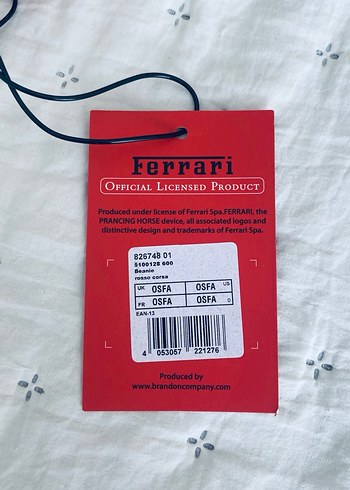 Ferrari
OFFICIAL LICENSED PRODUCT
Produced under license of Ferrari Spa.FERRARI, the
PRANCING HORSE device, all associated logos and
distinctive design and trademarks of Ferrari Spa.
826748 01
5100128 600
Beanie
rosso corsa
UK OSFA OSFA US
FR OSFA OSFA D
EAN-13
4 053057 221276
Produced by
www.brandoncompany.com